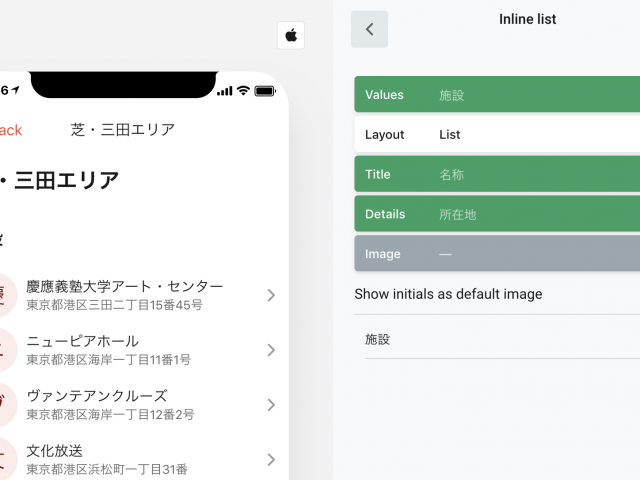 Inline list
6
ack
芝・三田エリア
・三田エリア
慶應義塾大学アート・センター
東京都港区三田二丁目15番45号
ニューピアホール
東京都港区海岸一丁目11番1号
ヴァンテアンクルーズ
東京都港区海岸一丁目12番2号
文化放送
東京都港区浜松町一丁目31番
Values 施設
Layout List
Title 名称
Details 所在地
Image —
Show initials as default image
施設